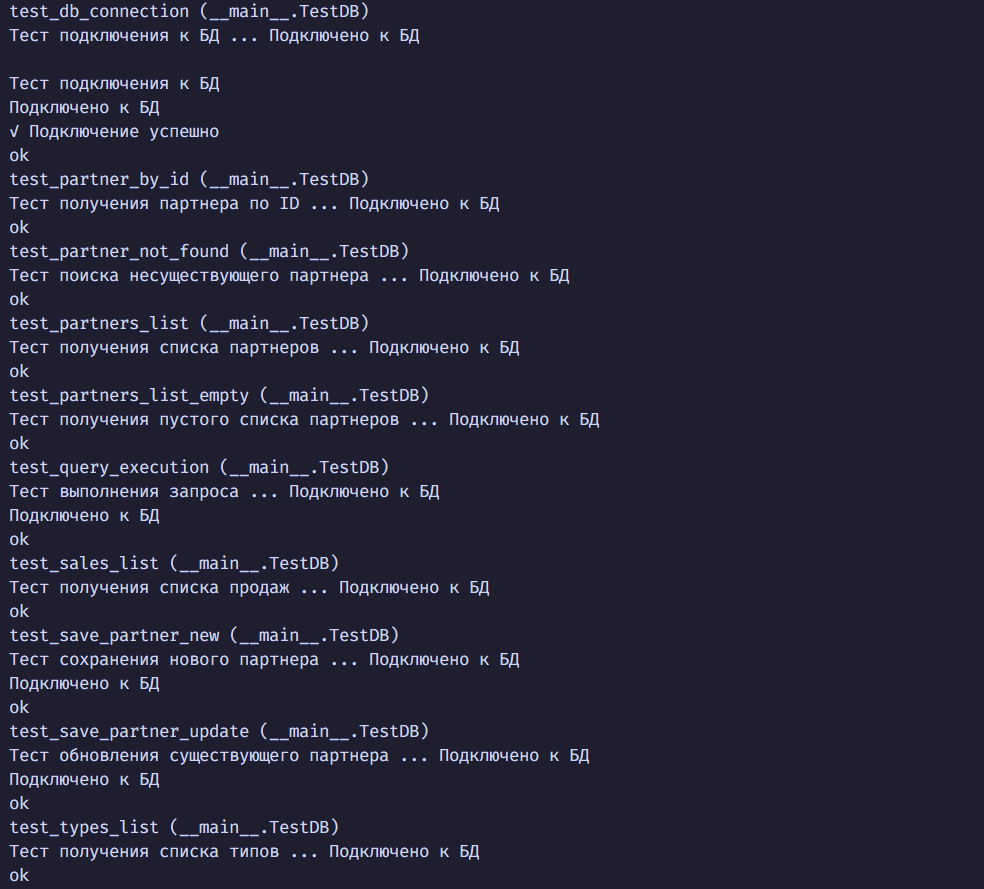 test_db_connection (__main__.TestDB)
Тест подключения к БД ... Подключено к БД
Тест подключения к БД
Подключено к БД
√ Подключение успешно
ok
test_partner_by_id (__main__.TestDB)
Тест получения партнера по ID ... Подключено к БД
ok
test_partner_not_found (__main__.TestDB)
Тест поиска несуществующего партнера ... Подключено к БД
ok
test_partners_list (__main__.TestDB)
Тест получения списка партнеров ... Подключено к БД
ok
test_partners_list_empty (__main__.TestDB)
Тест получения пустого списка партнеров ... Подключено к БД
ok
test_query_execution (__main__.TestDB)
Тест выполнения запроса ... Подключено к БД
Подключено к БД
ok
test_sales_list (__main__.TestDB)
Тест получения списка продаж ... Подключено к БД
ok
test_save_partner_new (__main__.TestDB)
Тест сохранения нового партнера ... Подключено к БД
Подключено к БД
ok
test_save_partner_update (__main__.TestDB)
Тест обновления существующего партнера ... Подключено к БД
Подключено к БД
ok
test_types_list (__main__.TestDB)
Тест получения списка типов ... Подключено к БД
ok